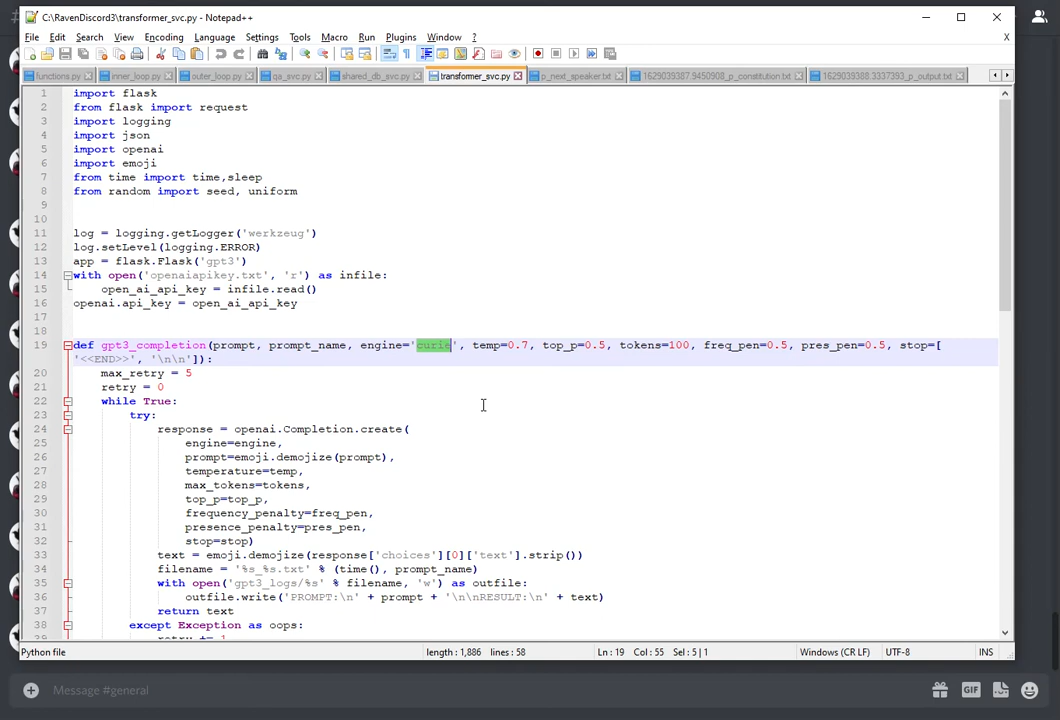 C:\RavenDiscord3\transformer_svc.py - Notepad++
File Edit Search View Encoding Language Settings Tools Macro Run Plugins Window ? X
functions.py inner_loop.py outer_loop.py qa_svc.py shared_db_svc.py transformer_svc.py p_next_speaker.txt 1629039387.9450908_p_constitution.txt 1629039388.3337393_p_output.txt
1 import flask
2 from flask import request
3 import logging
4 import json
5 import openai
6 import emoji
7 from time import time,sleep
8 from random import seed, uniform
9
10
11 log = logging.getLogger('werkzeug')
12 log.setLevel(logging.ERROR)
13 app = flask.Flask('gpt3')
14 with open('openaiapikey.txt', 'r') as infile:
15     open_ai_api_key = infile.read()
16 openai.api_key = open_ai_api_key
17
18
19 def gpt3_completion(prompt, prompt_name, engine='curie', temp=0.7, top_p=0.5, tokens=100, freq_pen=0.5, pres_pen=0.5, stop=[
'<<END>>', '\n\n']):
20     max_retry = 5
21     retry = 0
22     while True:
23         try:
24             response = openai.Completion.create(
25                 engine=engine,
26                 prompt=emoji.demojize(prompt),
27                 temperature=temp,
28                 max_tokens=tokens,
29                 top_p=top_p,
30                 frequency_penalty=freq_pen,
31                 presence_penalty=pres_pen,
32                 stop=stop)
33             text = emoji.demojize(response['choices'][0]['text'].strip())
34             filename = '%s_%s.txt' % (time(), prompt_name)
35             with open('gpt3_logs/%s' % filename, 'w') as outfile:
36                 outfile.write('PROMPT:\n' + prompt + '\n\nRESULT:\n' + text)
37             return text
38         except Exception as oops:
39             retry += 1
Python file length : 1,886 lines : 58 Ln : 19 Col : 55 Sel : 5 | 1 Windows (CR LF) UTF-8 INS
Message #general GIF